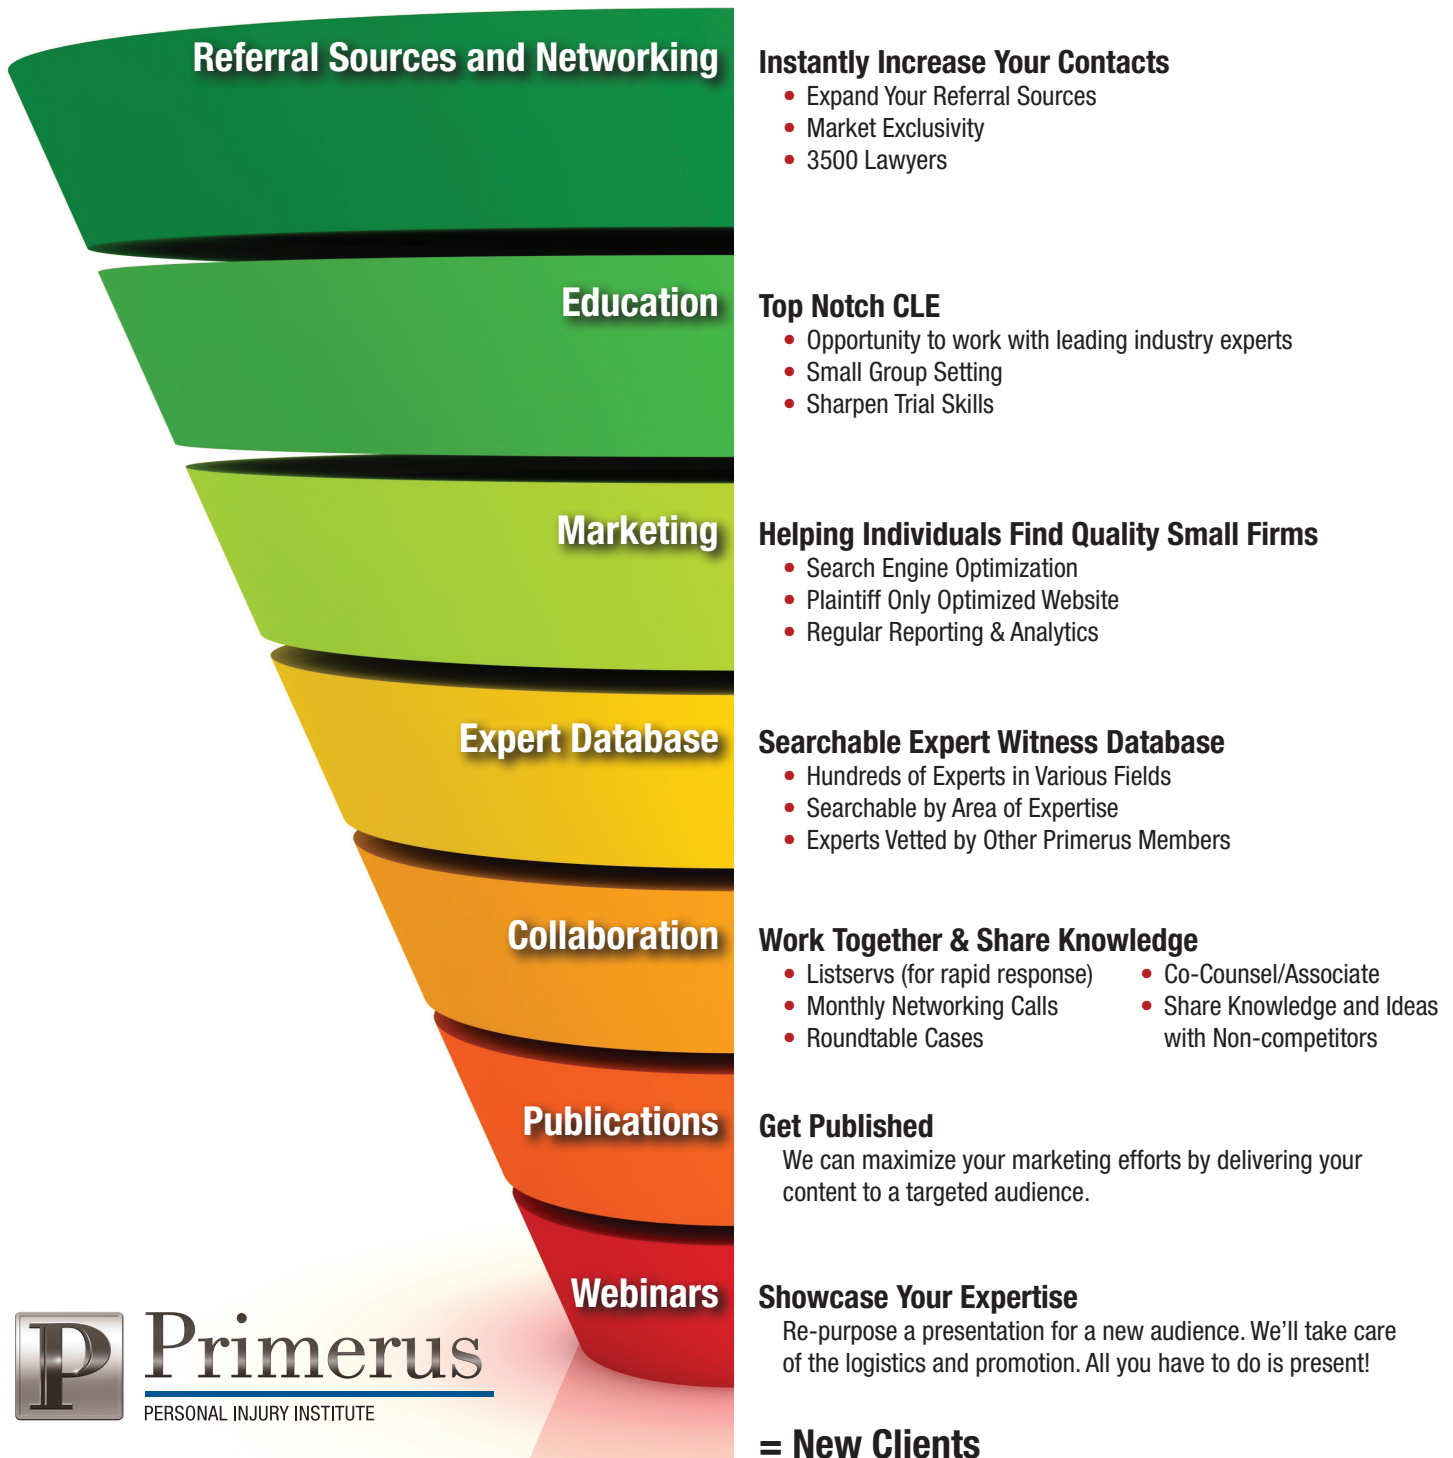 Referral Sources and Networking
Instantly Increase Your Contacts
• Expand Your Referral Sources
• Market Exclusivity
• 3500 Lawyers
Education
Top Notch CLE
• Opportunity to work with leading industry experts
• Small Group Setting
• Sharpen Trial Skills
Marketing
Helping Individuals Find Quality Small Firms
• Search Engine Optimization
• Plaintiff Only Optimized Website
• Regular Reporting & Analytics
Expert Database
Searchable Expert Witness Database
• Hundreds of Experts in Various Fields
• Searchable by Area of Expertise
• Experts Vetted by Other Primerus Members
Collaboration
Work Together & Share Knowledge
• Listservs (for rapid response)
• Monthly Networking Calls
• Roundtable Cases
• Co-Counsel/Associate
• Share Knowledge and Ideas
with Non-competitors
Publications
Get Published
We can maximize your marketing efforts by delivering your
content to a targeted audience.
Webinars
Showcase Your Expertise
Re-purpose a presentation for a new audience. We'll take care
of the logistics and promotion. All you have to do is present!
= New Clients
P
Primerus
PERSONAL INJURY INSTITUTE